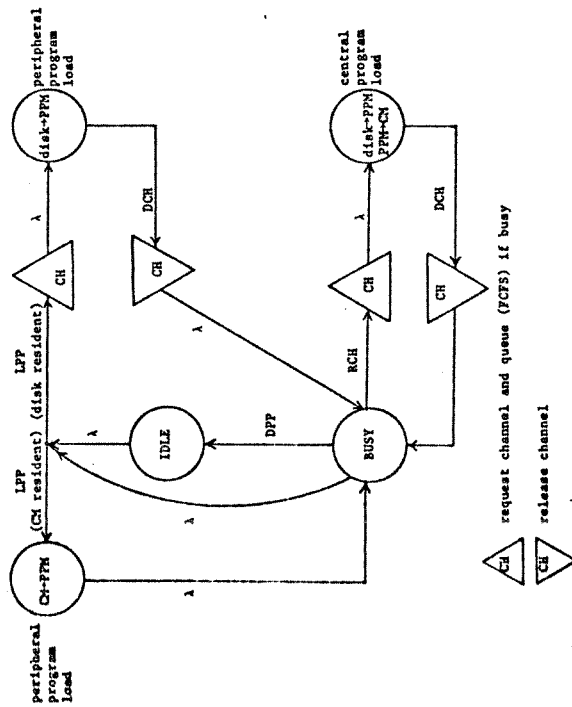 peripheral
program
load
CM→PPM
LPP
(CM resident)
LPP
(disk resident)
CH
λ
disk→PPM
peripheral
program
load
DCH
CH
λ
λ
IDLE
λ
DPP
λ
BUSY
RCH
CH
λ
disk→PPM
PPM→CM
central
program
load
DCH
CH
CH
request channel and queue (FCFS) if busy
CH
release channel